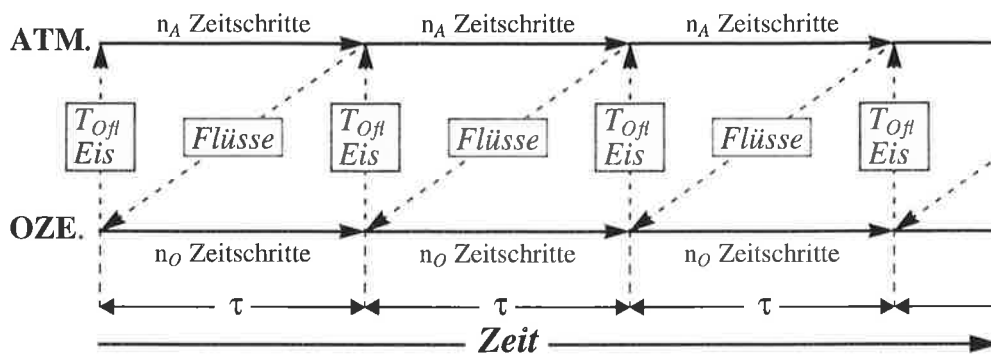 n_A Zeitschritte n_A Zeitschritte n_A Zeitschritte
ATM.
T_Ofl Eis Flüsse T_Ofl Eis Flüsse T_Ofl Eis Flüsse T_Ofl Eis
OZE.
n_O Zeitschritte n_O Zeitschritte n_O Zeitschritte
τ τ τ
Zeit